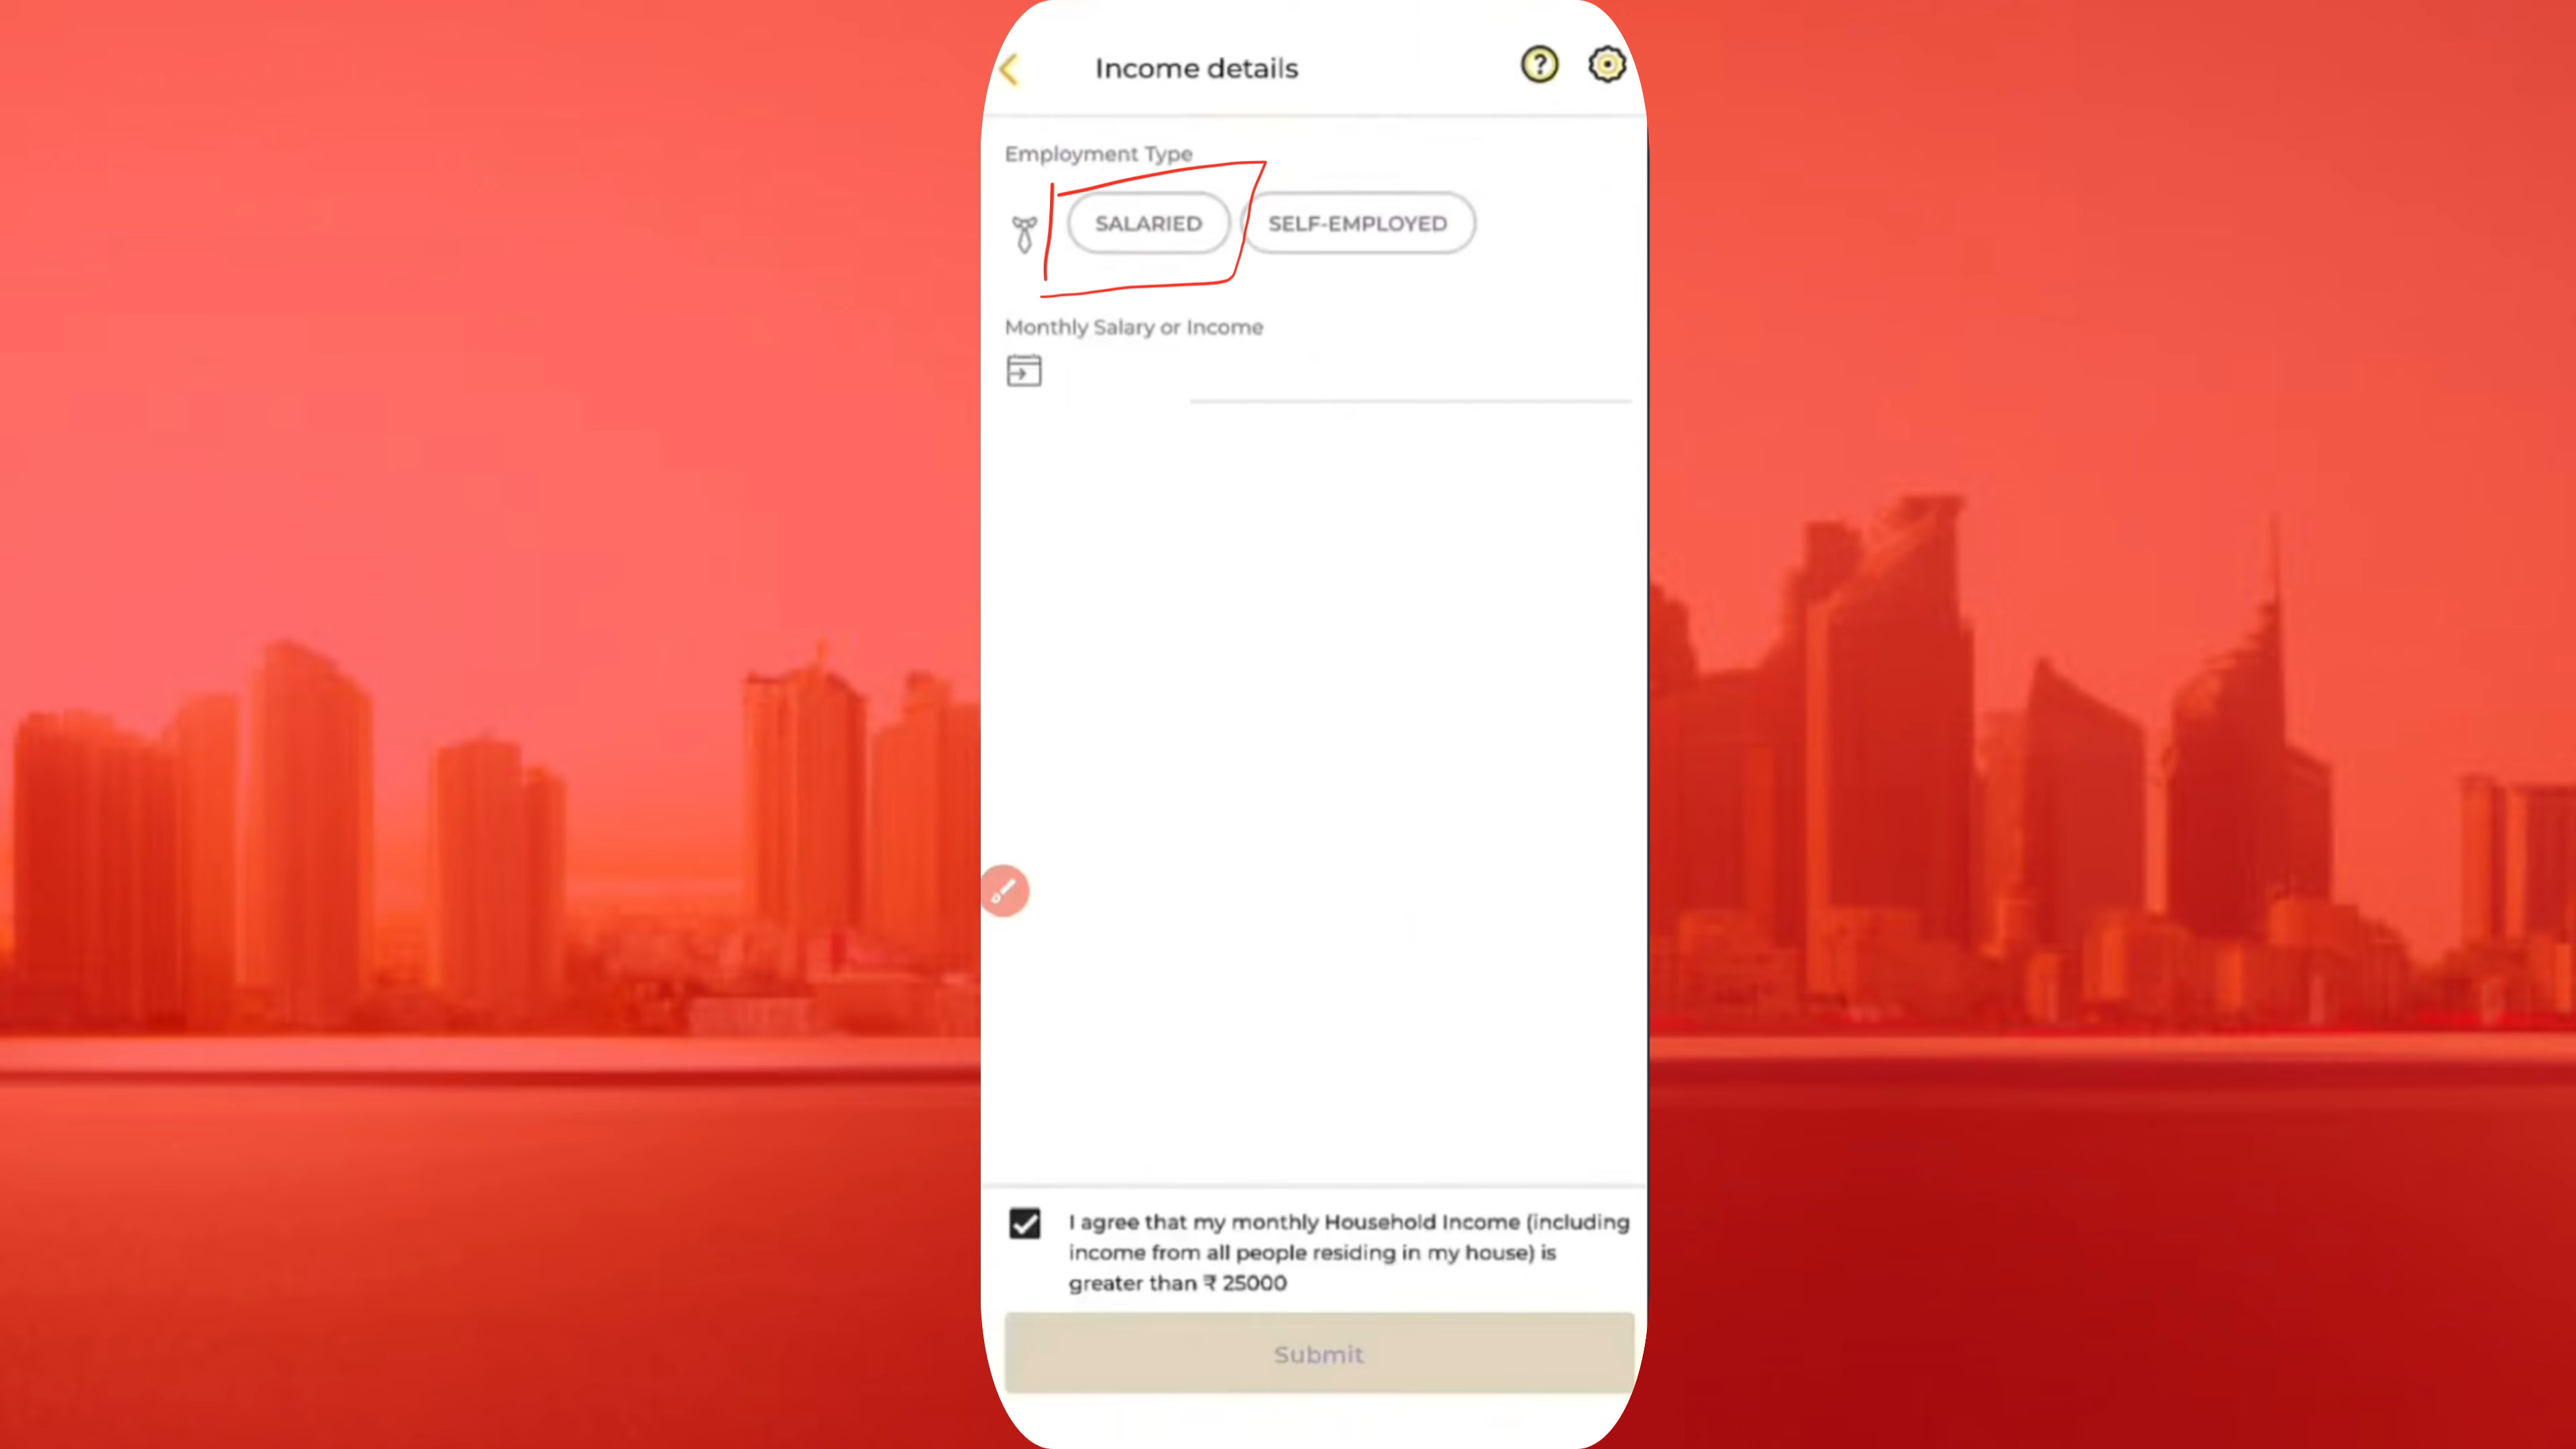 Income details
Employment Type
SALARIED SELF-EMPLOYED
Monthly Salary or Income
I agree that my monthly Household Income (including
income from all people residing in my house) is
greater than ₹ 25000
Submit